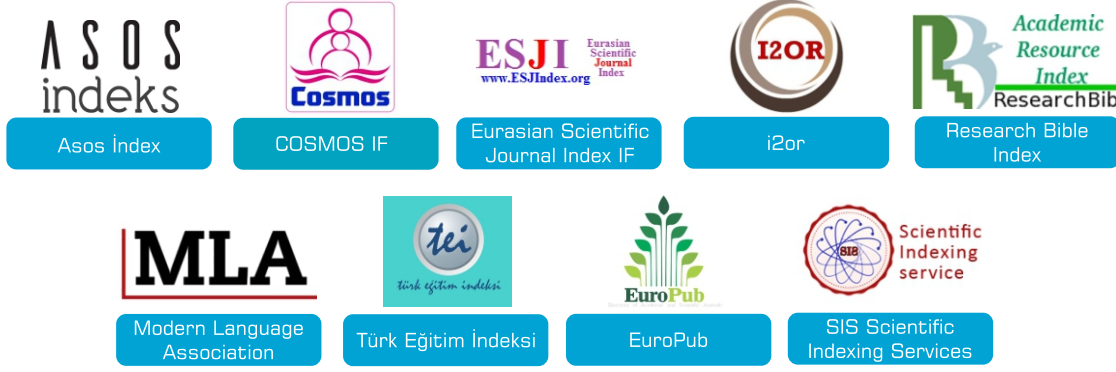 ASOS
indeks
Cosmos
ESJI
Eurasian
Scientific
Journal
Index
www.ESJIndex.org
I2OR
Academic
Resource
Index
ResearchBib
Asos İndex
COSMOS IF
Eurasian Scientific
Journal Index IF
i2or
Research Bible
Index
MLA
tei
türk eğitim indeksi
EuroPub
SIS
Scientific
Indexing
service
Modern Language
Association
Türk Eğitim İndeksi
EuroPub
SIS Scientific
Indexing Services